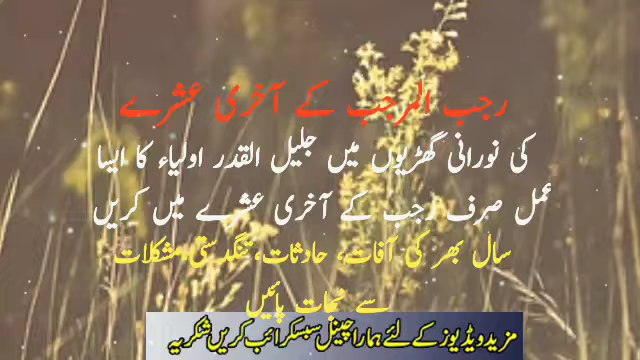 رجب المرجب کے آخری عشرے
کی نورانی گھڑیوں میں جلیل القدر اولیاء کا ایسا
عمل صرف رجب کے آخری عشرے میں کریں
سال بھر کی آفات، حادثات، تنگدستی مشکلات
سے نجات پائیں
مزید ویڈیوز کے لئے ہمارا چینل سبسکرائب کریں شکریہ